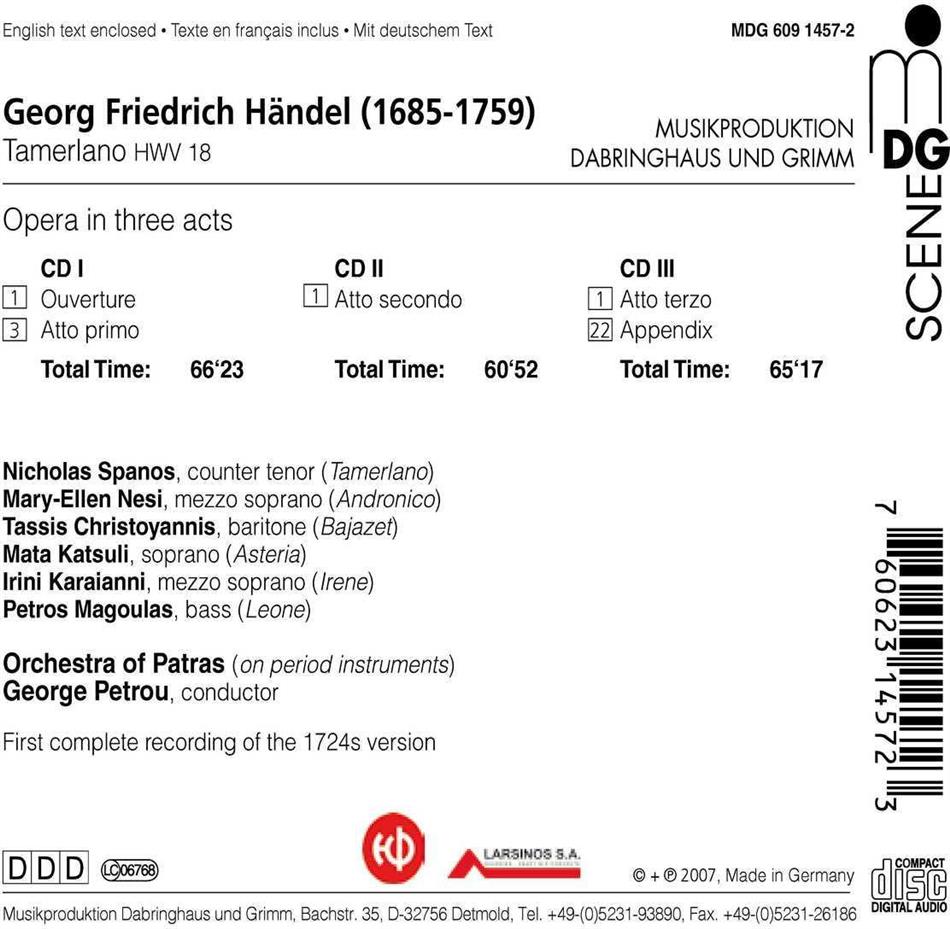 English text enclosed • Texte en français inclus • Mit deutschem Text
MDG 609 1457-2
Georg Friedrich Händel (1685-1759)
Tamerlano HWV 18
MUSIKPRODUKTION
DABRINGHAUS UND GRIMM
mDG
SCENE
Opera in three acts
CD I
1 Ouverture
3 Atto primo
Total Time: 66‘23
CD II
1 Atto secondo
Total Time: 60‘52
CD III
1 Atto terzo
22 Appendix
Total Time: 65‘17
Nicholas Spanos, counter tenor (Tamerlano)
Mary-Ellen Nesi, mezzo soprano (Andronico)
Tassis Christoyannis, baritone (Bajazet)
Mata Katsuli, soprano (Asteria)
Irini Karaianni, mezzo soprano (Irene)
Petros Magoulas, bass (Leone)
Orchestra of Patras (on period instruments)
George Petrou, conductor
First complete recording of the 1724s version
7 60623 14572 3
DDD
LC 06768
LARSINOS S.A.
© + ℗ 2007, Made in Germany
COMPACT
disc
DIGITAL AUDIO
Musikproduktion Dabringhaus und Grimm, Bachstr. 35, D-32756 Detmold, Tel. +49-(0)5231-93890, Fax. +49-(0)5231-26186